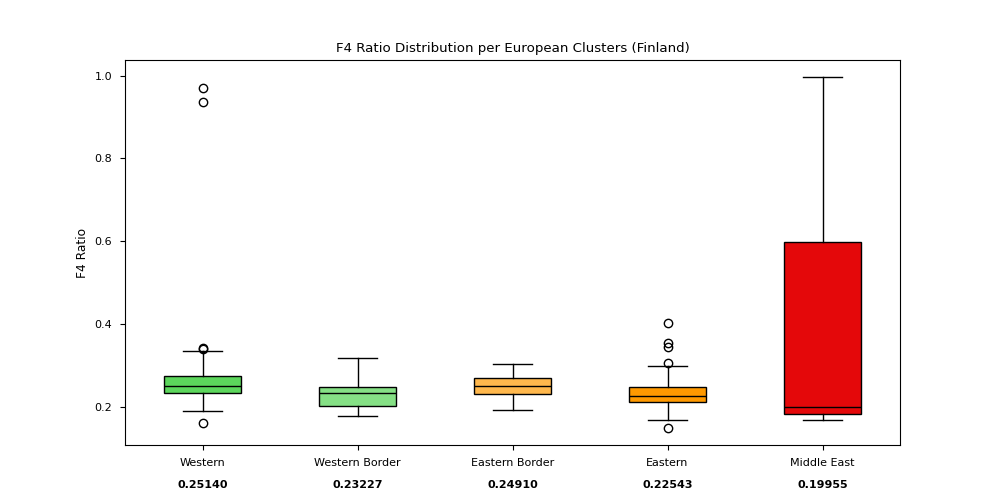 F4 Ratio Distribution per European Clusters (Finland)
1.0
0.8
0.6
0.4
0.2
F4 Ratio
Western Western Border Eastern Border Eastern Middle East
0.25140 0.23227 0.24910 0.22543 0.19955